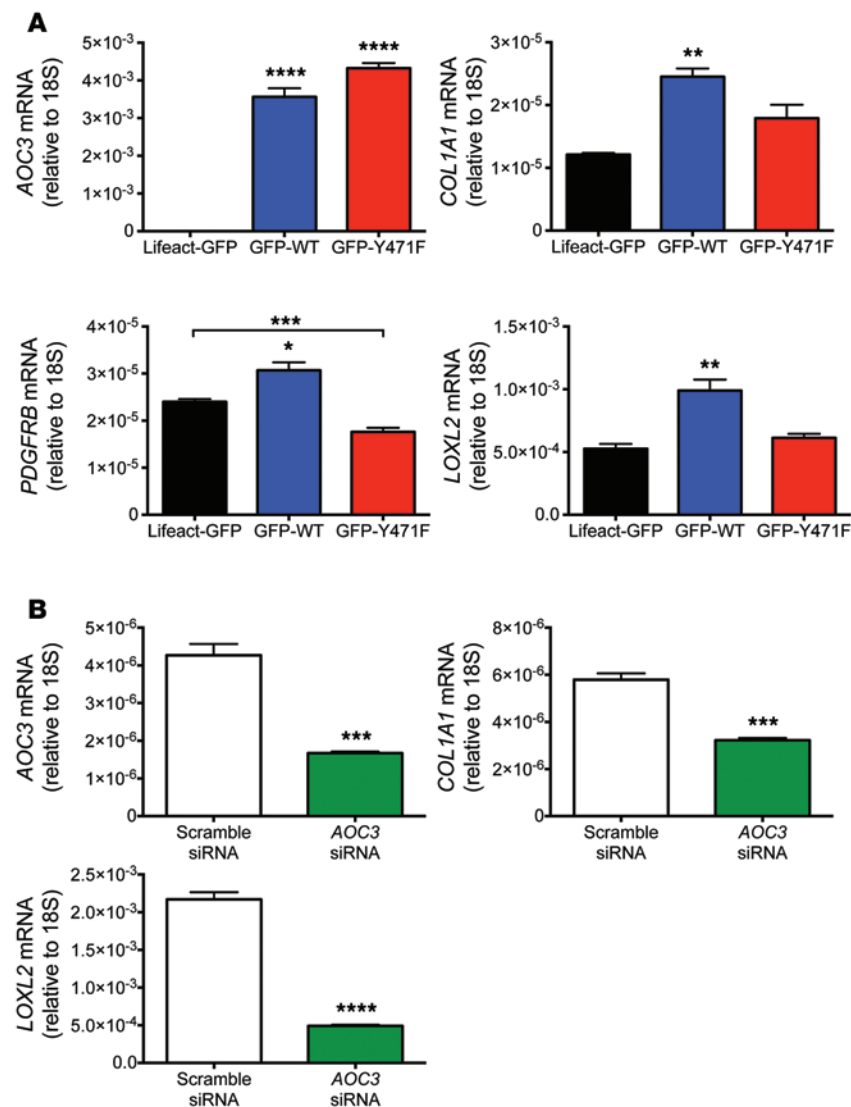 A
AOC3 mRNA
(relative to 18S)
5×10⁻³
4×10⁻³
3×10⁻³
2×10⁻³
1×10⁻³
0
****
****
Lifeact-GFP GFP-WT GFP-Y471F
COL1A1 mRNA
(relative to 18S)
3×10⁻⁵
2×10⁻⁵
1×10⁻⁵
0
**
Lifeact-GFP GFP-WT GFP-Y471F
PDGFRB mRNA
(relative to 18S)
4×10⁻⁵
3×10⁻⁵
2×10⁻⁵
1×10⁻⁵
0
***
*
Lifeact-GFP GFP-WT GFP-Y471F
LOXL2 mRNA
(relative to 18S)
1.5×10⁻³
1.0×10⁻³
5.0×10⁻⁴
0.0
**
Lifeact-GFP GFP-WT GFP-Y471F
B
AOC3 mRNA
(relative to 18S)
5×10⁻⁶
4×10⁻⁶
3×10⁻⁶
2×10⁻⁶
1×10⁻⁶
0
***
Scramble AOC3
siRNA siRNA
COL1A1 mRNA
(relative to 18S)
8×10⁻⁶
6×10⁻⁶
4×10⁻⁶
2×10⁻⁶
0
***
Scramble AOC3
siRNA siRNA
LOXL2 mRNA
(relative to 18S)
2.5×10⁻³
2.0×10⁻³
1.5×10⁻³
1.0×10⁻³
5.0×10⁻⁴
0.0
****
Scramble AOC3
siRNA siRNA